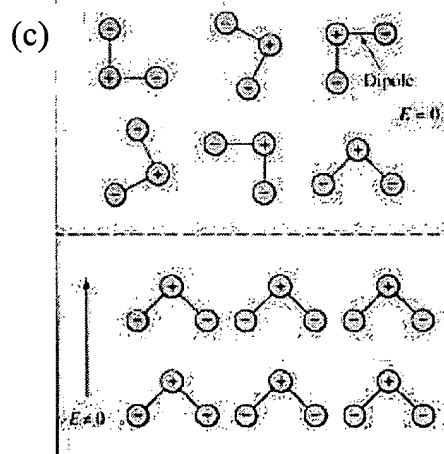 (c)
Dipole
E = 0
E ≠ 0